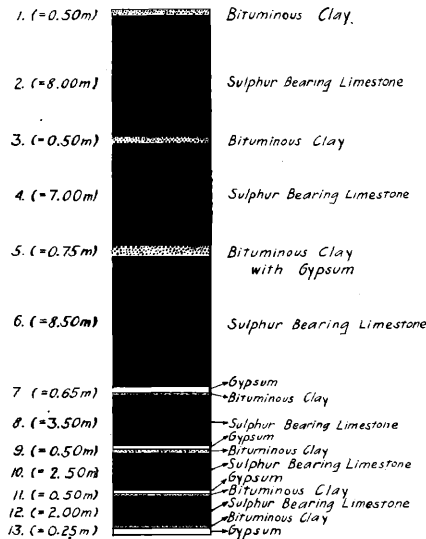 1. (=0.50m) Bituminous Clay
2. (=8.00m) Sulphur Bearing Limestone
3. (=0.50m) Bituminous Clay
4. (=7.00m) Sulphur Bearing Limestone
5. (=0.75m) Bituminous Clay
with Gypsum
6. (=8.50m) Sulphur Bearing Limestone
Gypsum
7 (=0.65m) Bituminous Clay
8. (=3.50m) Sulphur Bearing Limestone
Gypsum
9. (=0.50m) Bituminous Clay
10. (=2.50m) Sulphur Bearing Limestone
Gypsum
11. (=0.50m) Bituminous Clay
12. (=2.00m) Sulphur Bearing Limestone
Bituminous Clay
13. (=0.25m) Gypsum